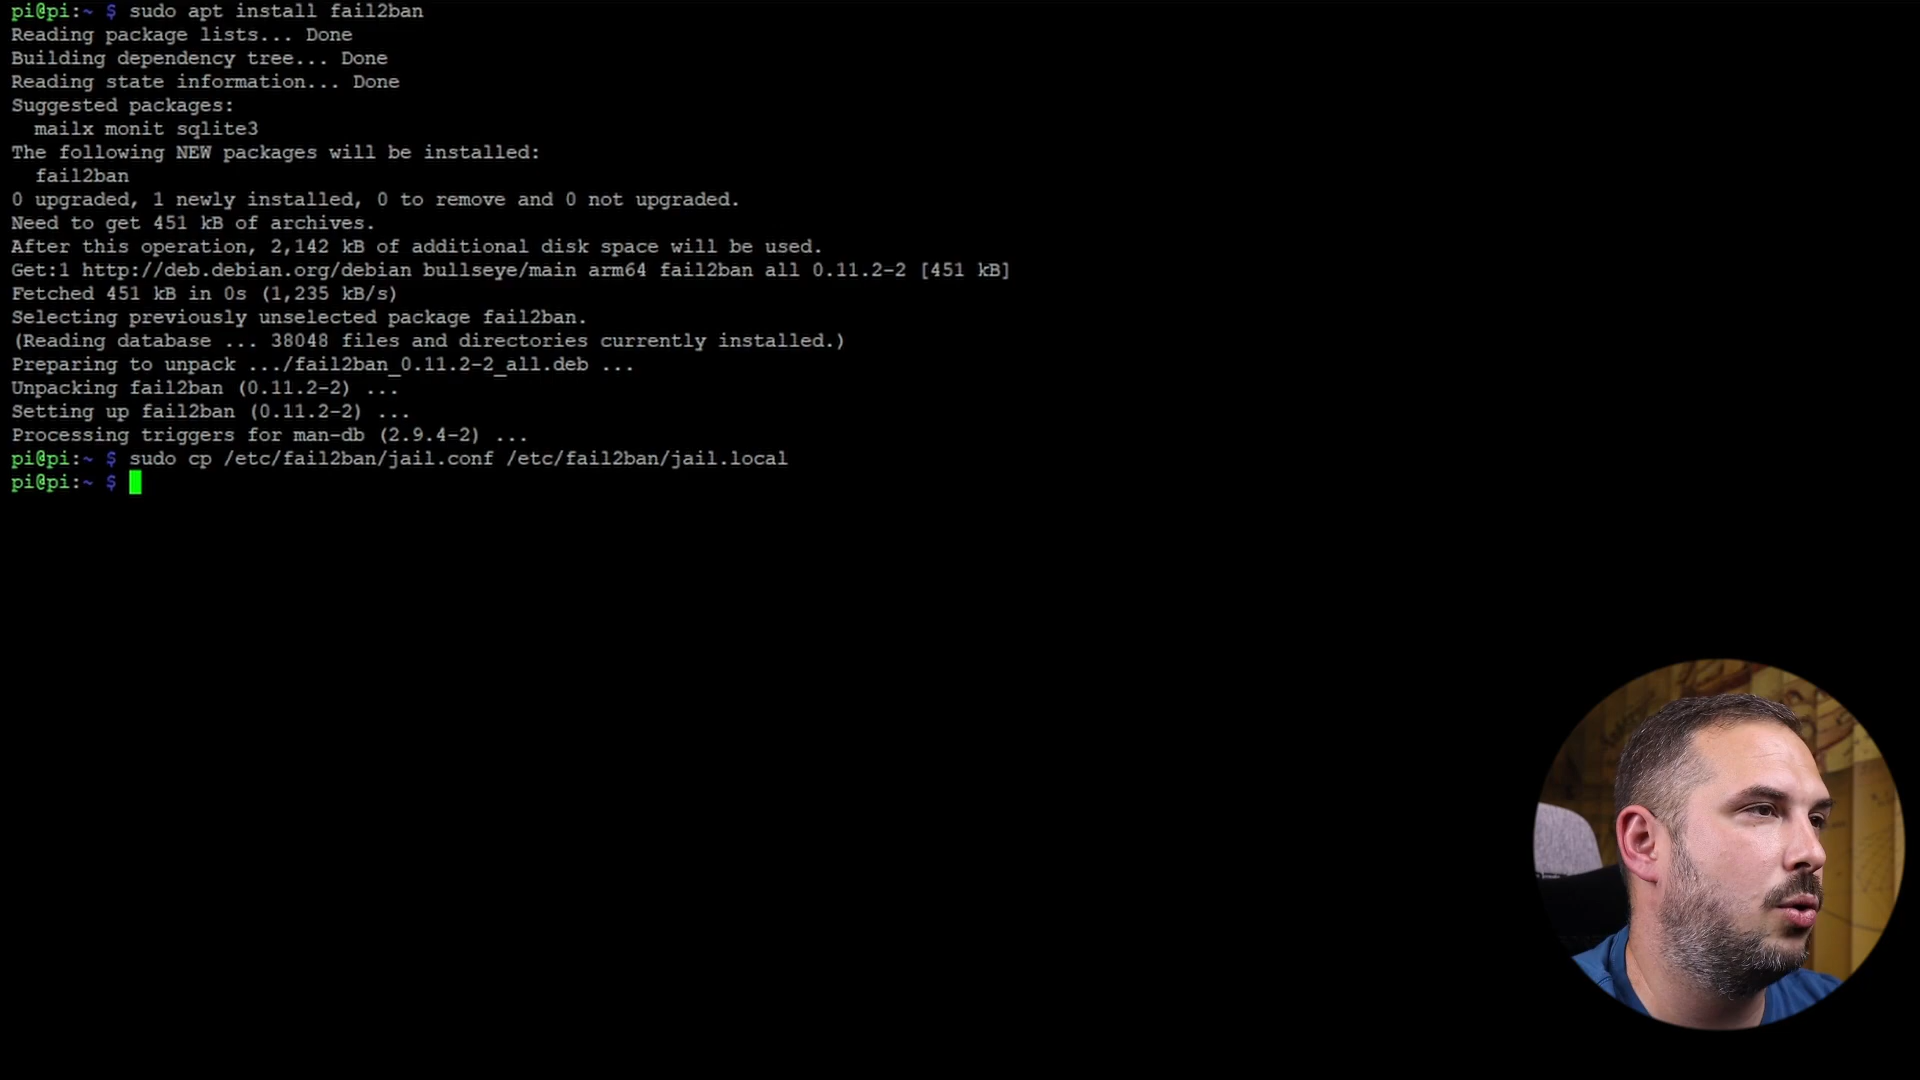 pi@pi:~ $ sudo apt install fail2ban
Reading package lists... Done
Building dependency tree... Done
Reading state information... Done
Suggested packages:
  mailx monit sqlite3
The following NEW packages will be installed:
  fail2ban
0 upgraded, 1 newly installed, 0 to remove and 0 not upgraded.
Need to get 451 kB of archives.
After this operation, 2,142 kB of additional disk space will be used.
Get:1 http://deb.debian.org/debian bullseye/main arm64 fail2ban all 0.11.2-2 [451 kB]
Fetched 451 kB in 0s (1,235 kB/s)
Selecting previously unselected package fail2ban.
(Reading database ... 38048 files and directories currently installed.)
Preparing to unpack .../fail2ban_0.11.2-2_all.deb ...
Unpacking fail2ban (0.11.2-2) ...
Setting up fail2ban (0.11.2-2) ...
Processing triggers for man-db (2.9.4-2) ...
pi@pi:~ $ sudo cp /etc/fail2ban/jail.conf /etc/fail2ban/jail.local
pi@pi:~ $